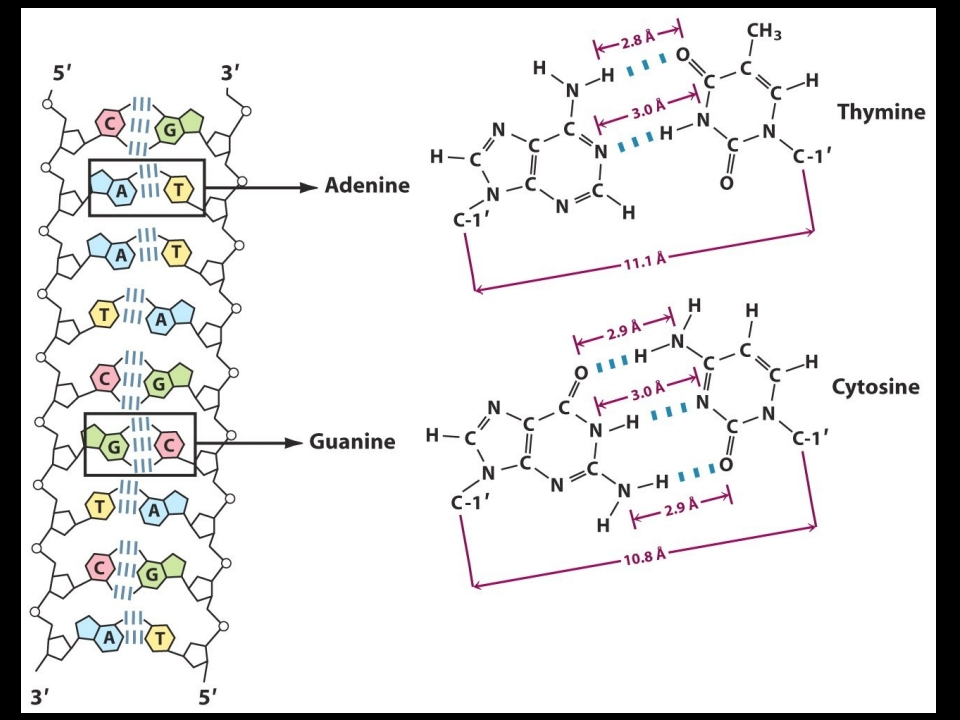 5′ 3′
C G
A T
A T
T A
C G
G C
T A
C G
A T
3′ 5′
Adenine
Guanine
2.8 Å
CH₃
H
N H O
C C H
3.0 Å
C
N C C N H N
Thymine
H C N C N
C C-1′
N C C O
C-1′ N H
11.1 Å
H H
2.9 Å
N
H C C H
O C
3.0 Å
Cytosine
N C N
C N H C N
H C C-1′
N C C O
N N H
C-1′ H
2.9 Å
10.8 Å